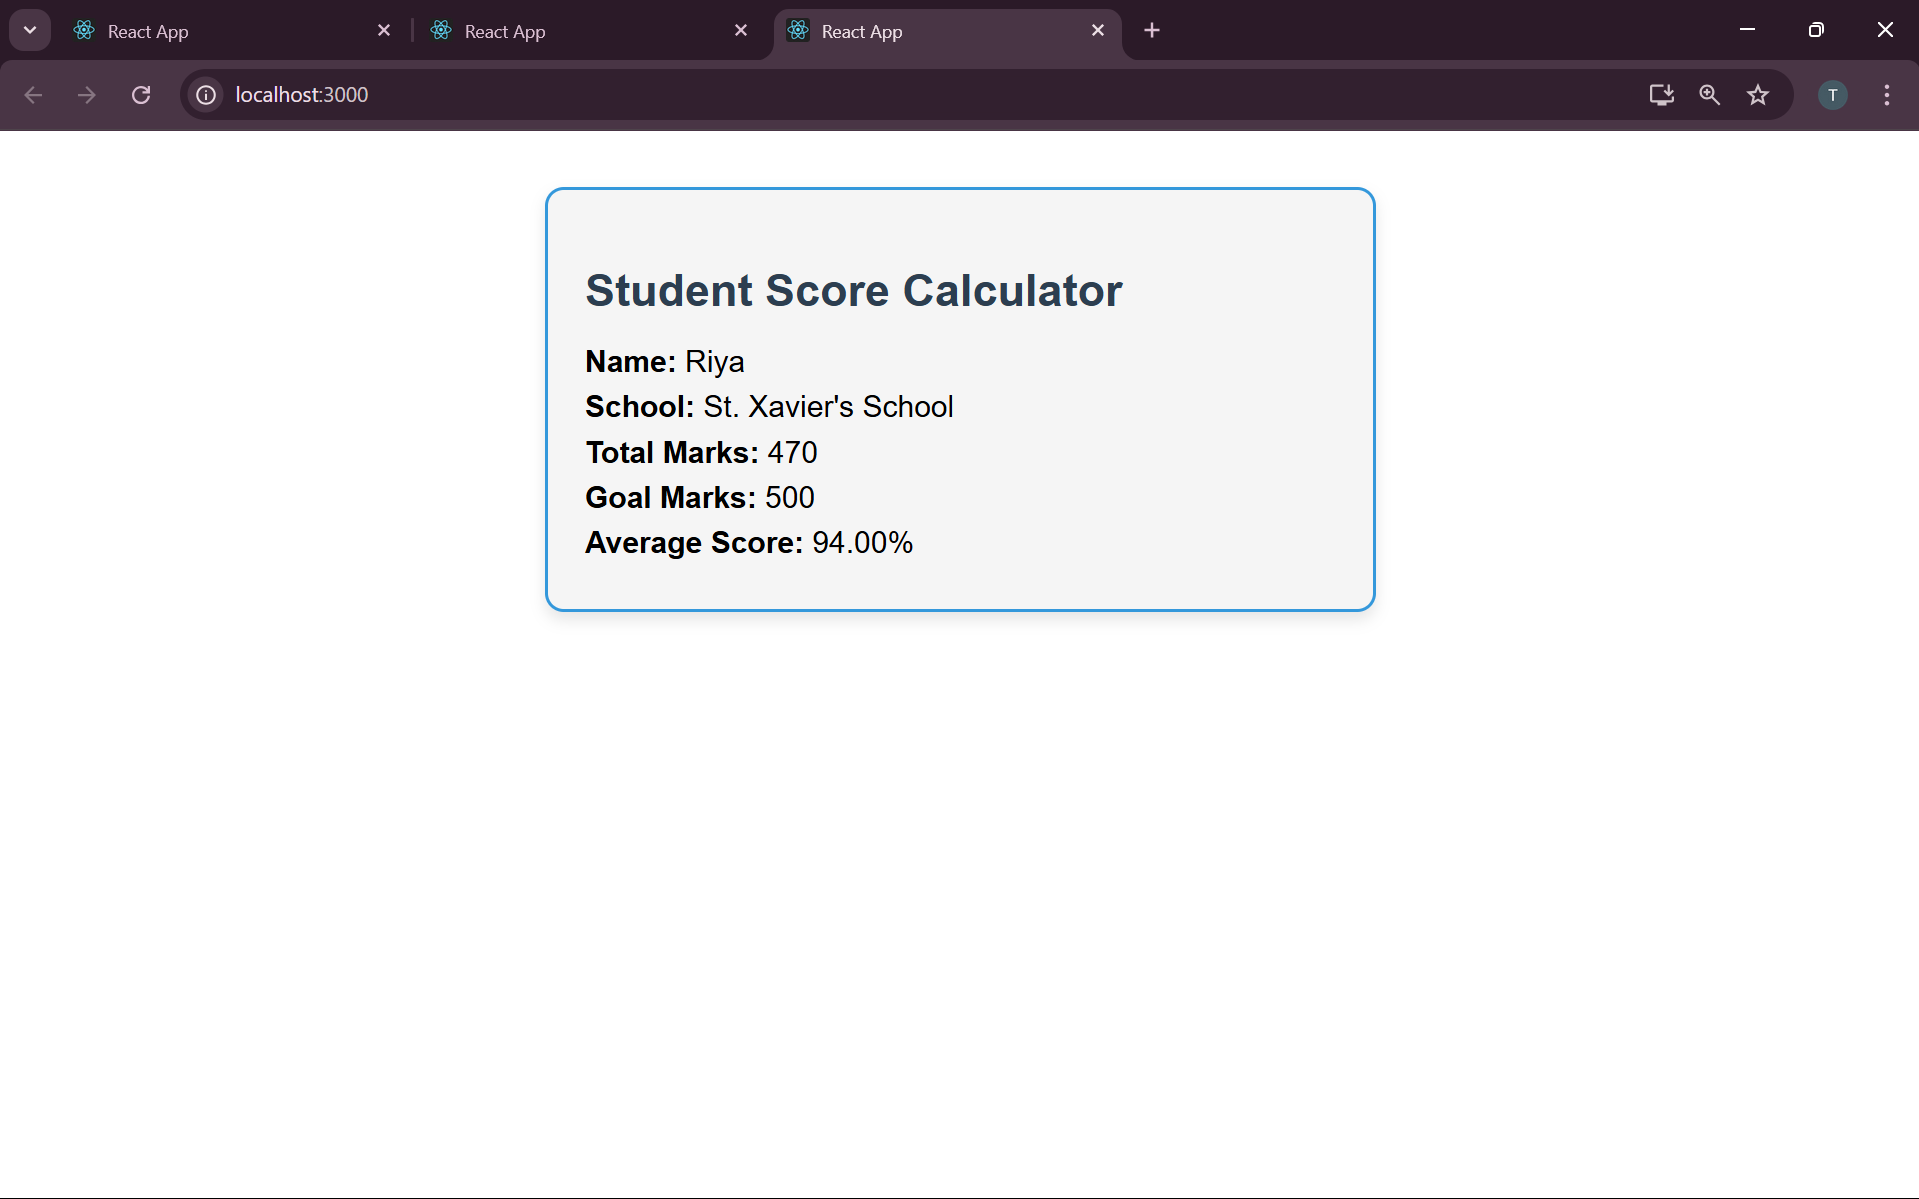 React App
React App
React App
localhost:3000
T
Student Score Calculator
Name: Riya
School: St. Xavier's School
Total Marks: 470
Goal Marks: 500
Average Score: 94.00%